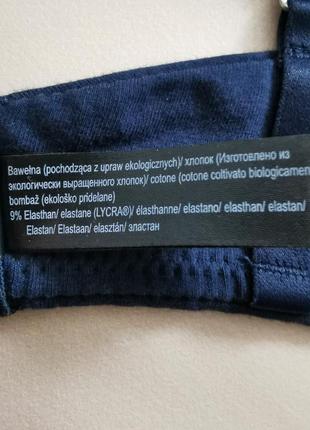 Bawełna (pochodząca z upraw ekologicznych)/ хлопок (Изготовлено из
экологически выращенного хлопок)/ cotone (cotone coltivato biologicamen
bombaž (ekološko pridelane)
9% Elasthan/ elastane (LYCRA®)/ élasthanne/ elastano/ elasthan/ elastan/
Elastan/ Elastaan/ elasztán/ эластан